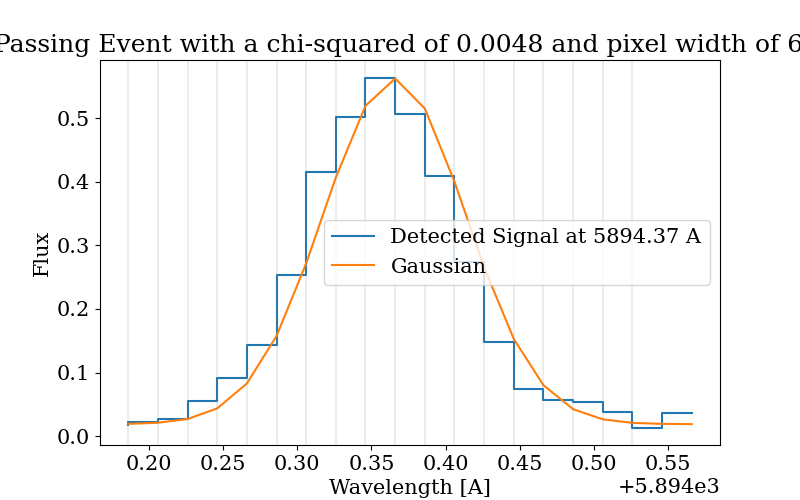 Passing Event with a chi-squared of 0.0048 and pixel width of 6
Flux
0.5
0.4
0.3
0.2
0.1
0.0
Detected Signal at 5894.37 A
Gaussian
0.20 0.25 0.30 0.35 0.40 0.45 0.50 0.55
Wavelength [A]
+5.894e3